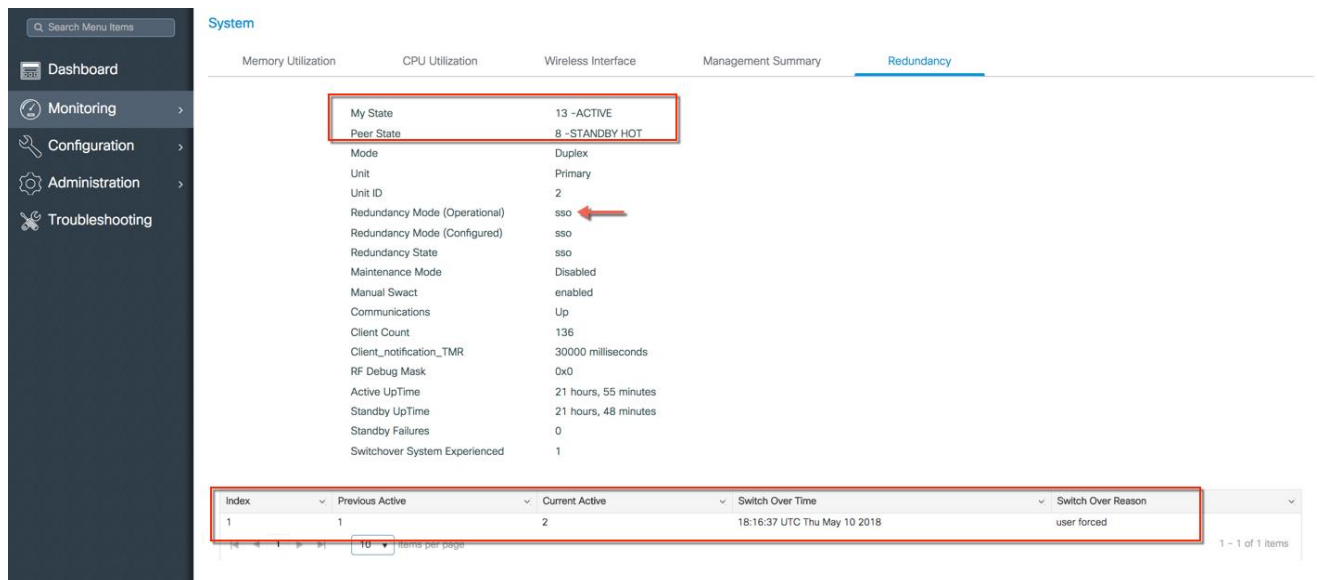 Search Menu Items
Dashboard
Monitoring
Configuration
Administration
Troubleshooting
System
Memory Utilization CPU Utilization Wireless Interface Management Summary Redundancy
My State 13 -ACTIVE
Peer State 8 -STANDBY HOT
Mode Duplex
Unit Primary
Unit ID 2
Redundancy Mode (Operational) sso
Redundancy Mode (Configured) sso
Redundancy State sso
Maintenance Mode Disabled
Manual Swact enabled
Communications Up
Client Count 136
Client_notification_TMR 30000 milliseconds
RF Debug Mask 0x0
Active UpTime 21 hours, 55 minutes
Standby UpTime 21 hours, 48 minutes
Standby Failures 0
Switchover System Experienced 1
Index Previous Active Current Active Switch Over Time Switch Over Reason
1 1 2 18:16:37 UTC Thu May 10 2018 user forced
1 10 items per page 1 - 1 of 1 items